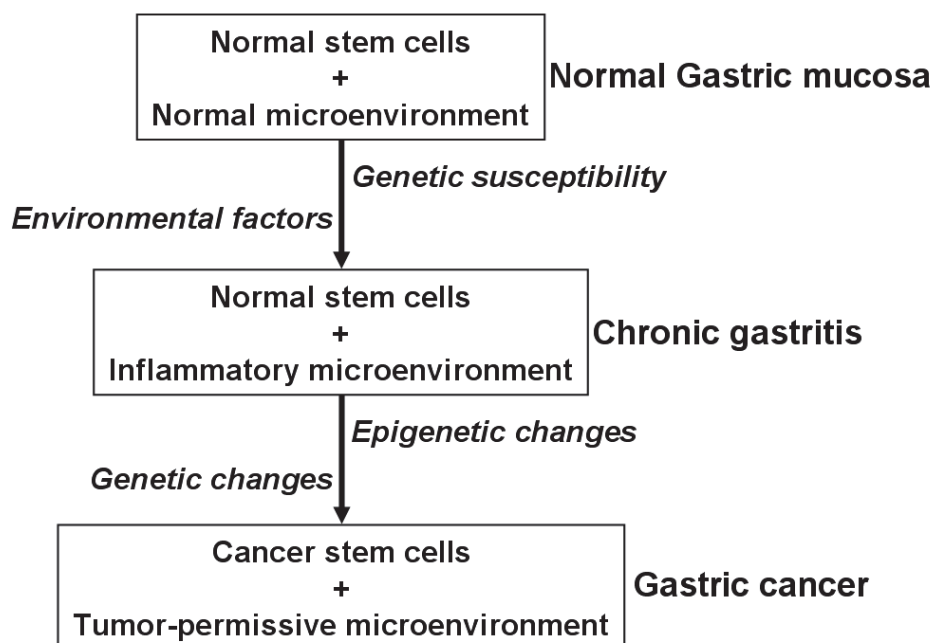 Normal stem cells
+
Normal microenvironment
Normal Gastric mucosa
Genetic susceptibility
Environmental factors
Normal stem cells
+
Inflammatory microenvironment
Chronic gastritis
Epigenetic changes
Genetic changes
Cancer stem cells
+
Tumor-permissive microenvironment
Gastric cancer